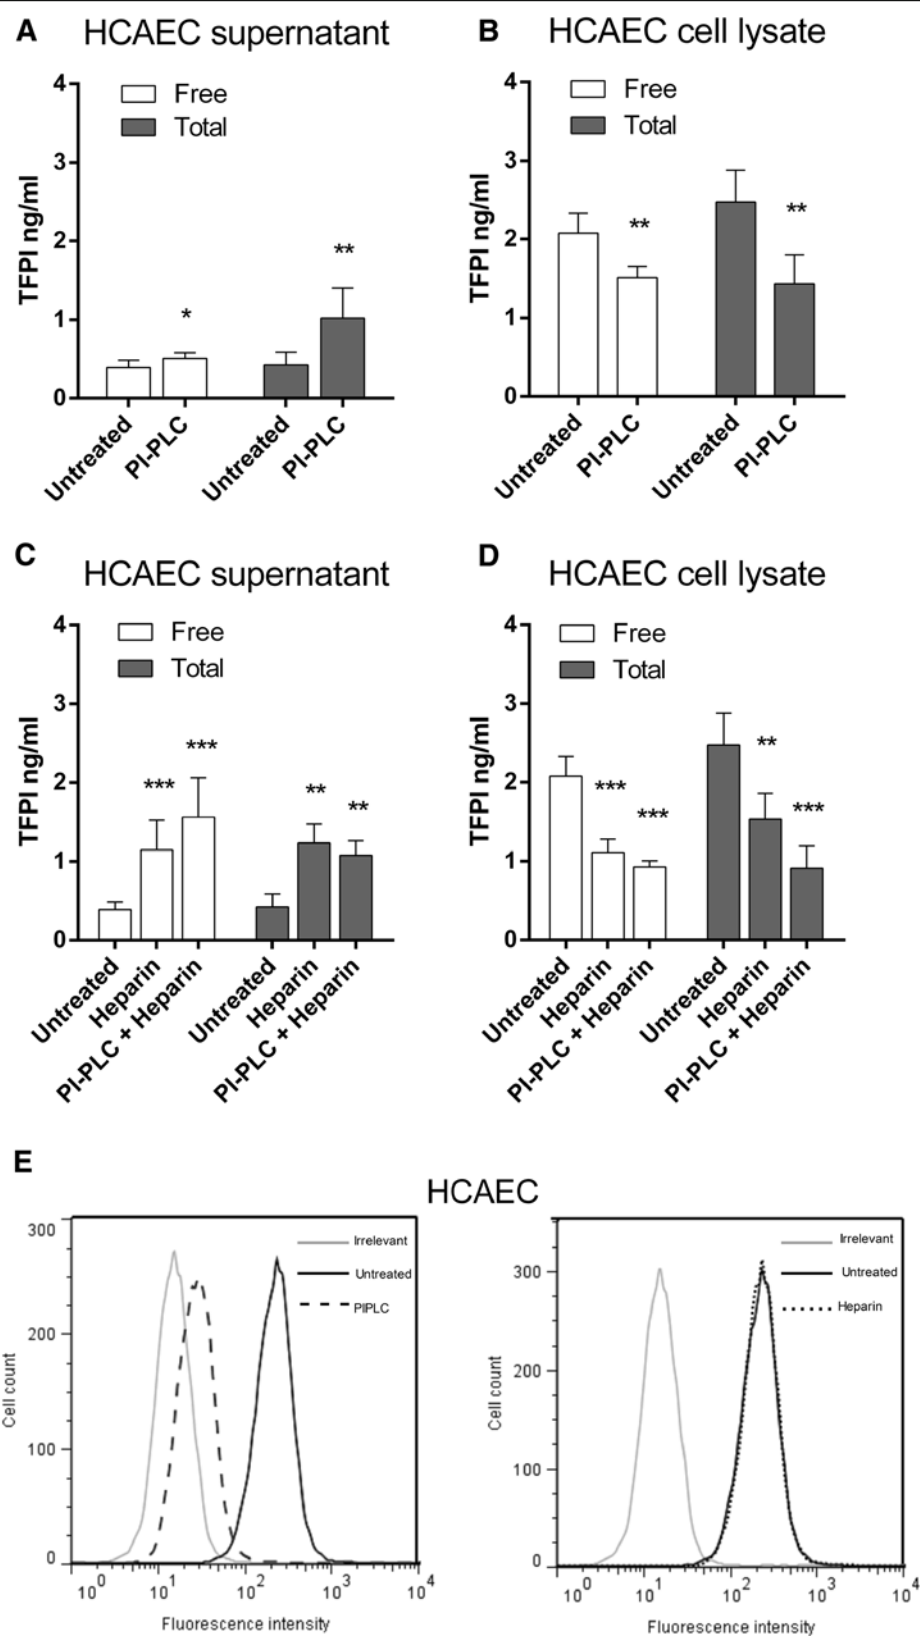 A HCAEC supernatant
4
3
2
1
0
TFPI ng/ml
Free
Total
*
**
Untreated
PI-PLC
Untreated
PI-PLC
B HCAEC cell lysate
4
3
2
1
0
TFPI ng/ml
Free
Total
**
**
Untreated
PI-PLC
Untreated
PI-PLC
C HCAEC supernatant
4
3
2
1
0
TFPI ng/ml
Free
Total
***
***
**
**
Untreated
Heparin
PI-PLC + Heparin
Untreated
Heparin
PI-PLC + Heparin
D HCAEC cell lysate
4
3
2
1
0
TFPI ng/ml
Free
Total
***
***
**
***
Untreated
Heparin
PI-PLC + Heparin
Untreated
Heparin
PI-PLC + Heparin
E
HCAEC
300
200
100
0
Cell count
Irrelevant
Untreated
PIPLC
10^0 10^1 10^2 10^3 10^4
Fluorescence intensity
300
200
100
0
Cell count
Irrelevant
Untreated
Heparin
10^0 10^1 10^2 10^3 10^4
Fluorescence intensity